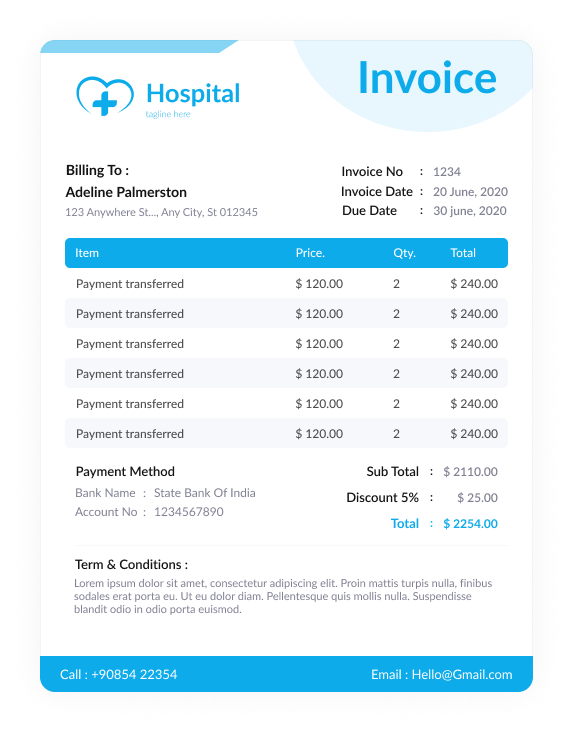 Invoice
Hospital
tagline here
Billing To :
Adeline Palmerston
123 Anywhere St..., Any City, St 012345
Invoice No : 1234
Invoice Date : 20 June, 2020
Due Date : 30 june, 2020
Item Price. Qty. Total
Payment transferred $ 120.00 2 $ 240.00
Payment transferred $ 120.00 2 $ 240.00
Payment transferred $ 120.00 2 $ 240.00
Payment transferred $ 120.00 2 $ 240.00
Payment transferred $ 120.00 2 $ 240.00
Payment transferred $ 120.00 2 $ 240.00
Payment Method
Bank Name : State Bank Of India
Account No : 1234567890
Sub Total : $ 2110.00
Discount 5% : $ 25.00
Total : $ 2254.00
Term & Conditions :
Lorem ipsum dolor sit amet, consectetur adipiscing elit. Proin mattis turpis nulla, finibus
sodales erat porta eu. Ut eu dolor diam. Pellentesque quis mollis nulla. Suspendisse
blandit odio in odio porta euismod.
Call : +90854 22354
Email : Hello@Gmail.com